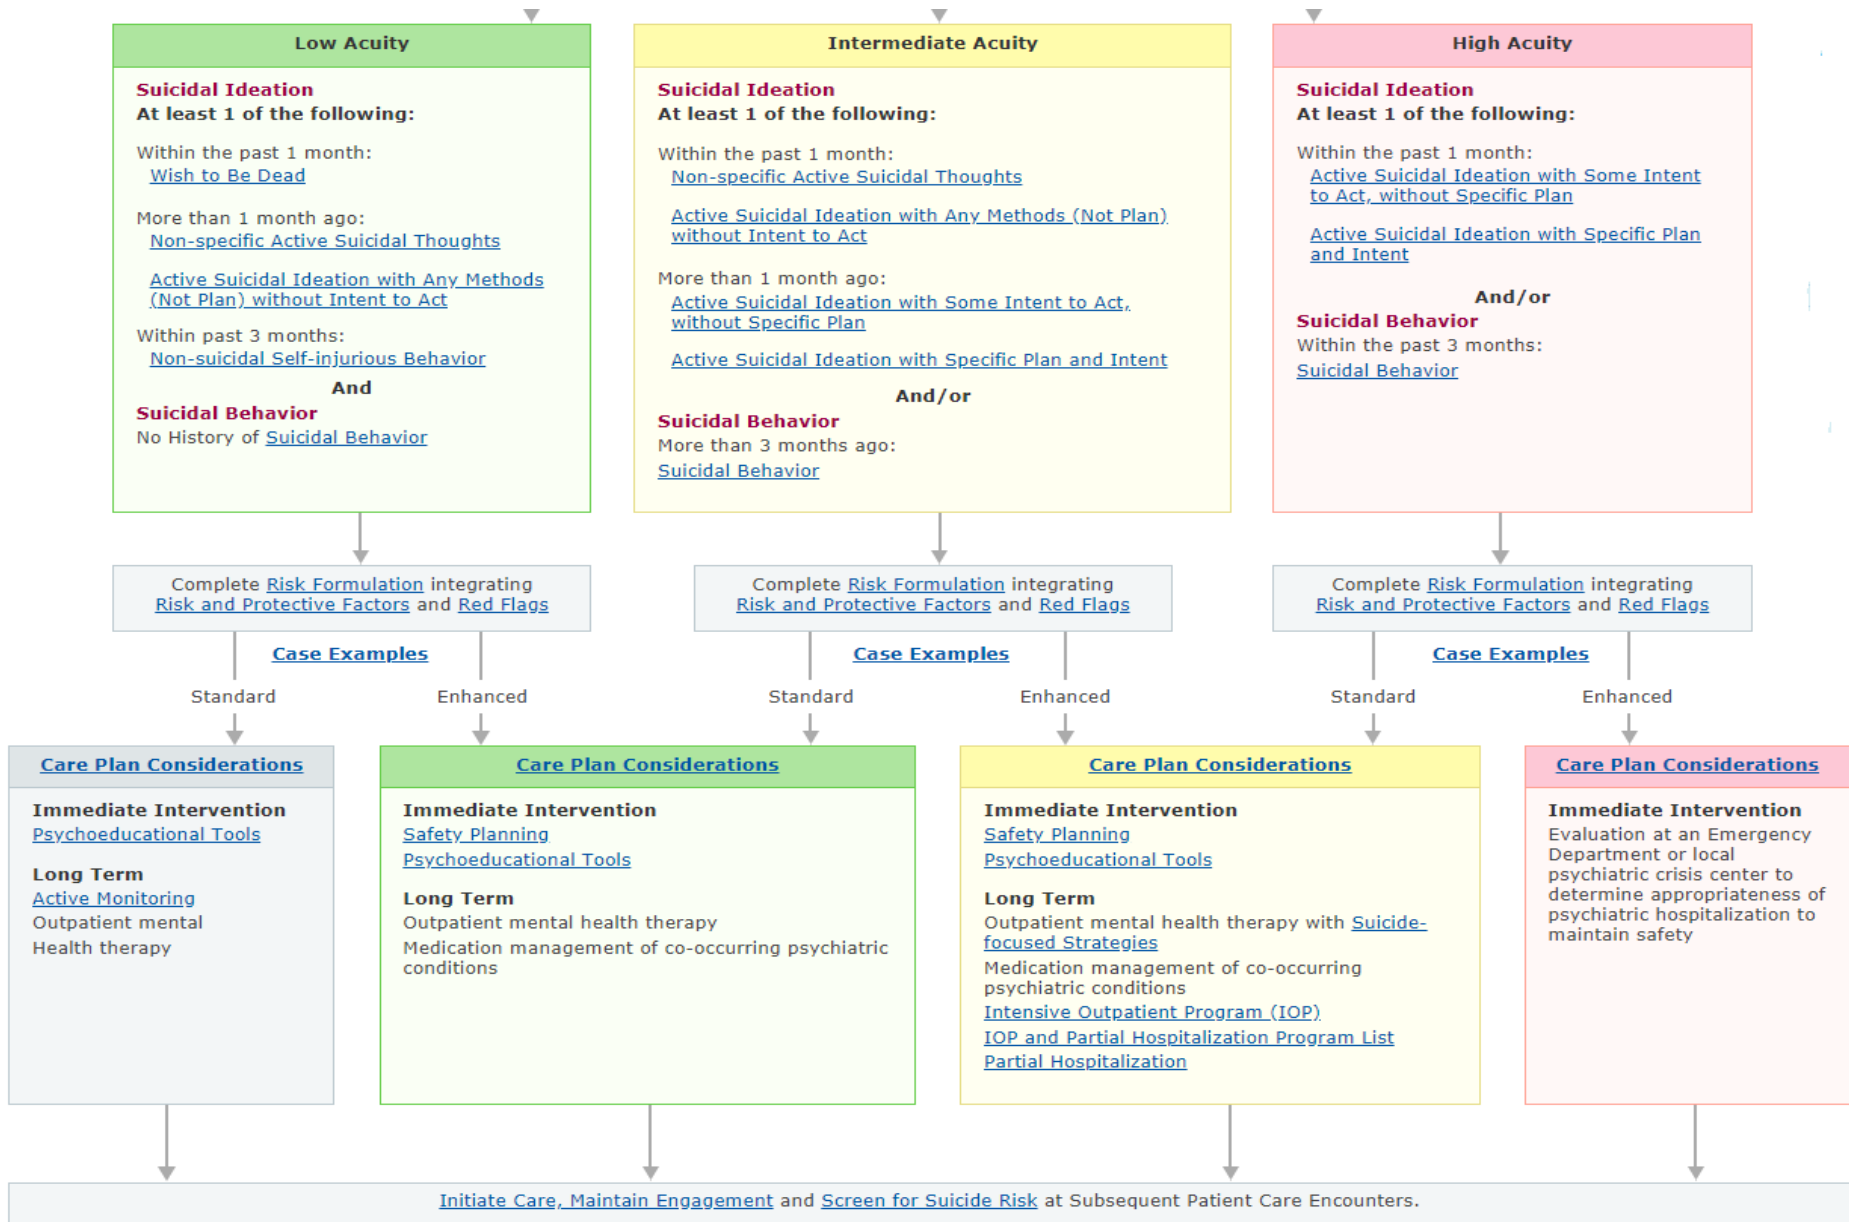 Low Acuity
Suicidal Ideation
At least 1 of the following:
Within the past 1 month:
Wish to Be Dead
More than 1 month ago:
Non-specific Active Suicidal Thoughts
Active Suicidal Ideation with Any Methods
(Not Plan) without Intent to Act
Within past 3 months:
Non-suicidal Self-injurious Behavior
And
Suicidal Behavior
No History of Suicidal Behavior
Intermediate Acuity
Suicidal Ideation
At least 1 of the following:
Within the past 1 month:
Non-specific Active Suicidal Thoughts
Active Suicidal Ideation with Any Methods (Not Plan)
without Intent to Act
More than 1 month ago:
Active Suicidal Ideation with Some Intent to Act,
without Specific Plan
Active Suicidal Ideation with Specific Plan and Intent
And/or
Suicidal Behavior
More than 3 months ago:
Suicidal Behavior
High Acuity
Suicidal Ideation
At least 1 of the following:
Within the past 1 month:
Active Suicidal Ideation with Some Intent
to Act, without Specific Plan
Active Suicidal Ideation with Specific Plan
and Intent
And/or
Suicidal Behavior
Within the past 3 months:
Suicidal Behavior
Complete Risk Formulation integrating
Risk and Protective Factors and Red Flags
Case Examples
Standard
Enhanced
Complete Risk Formulation integrating
Risk and Protective Factors and Red Flags
Case Examples
Standard
Enhanced
Complete Risk Formulation integrating
Risk and Protective Factors and Red Flags
Case Examples
Standard
Enhanced
Care Plan Considerations
Immediate Intervention
Psychoeducational Tools
Long Term
Active Monitoring
Outpatient mental
Health therapy
Care Plan Considerations
Immediate Intervention
Safety Planning
Psychoeducational Tools
Long Term
Outpatient mental health therapy
Medication management of co-occurring psychiatric
conditions
Care Plan Considerations
Immediate Intervention
Safety Planning
Psychoeducational Tools
Long Term
Outpatient mental health therapy with Suicide-
focused Strategies
Medication management of co-occurring
psychiatric conditions
Intensive Outpatient Program (IOP)
IOP and Partial Hospitalization Program List
Partial Hospitalization
Care Plan Considerations
Immediate Intervention
Evaluation at an Emergency
Department or local
psychiatric crisis center to
determine appropriateness of
psychiatric hospitalization to
maintain safety
Initiate Care, Maintain Engagement and Screen for Suicide Risk at Subsequent Patient Care Encounters.